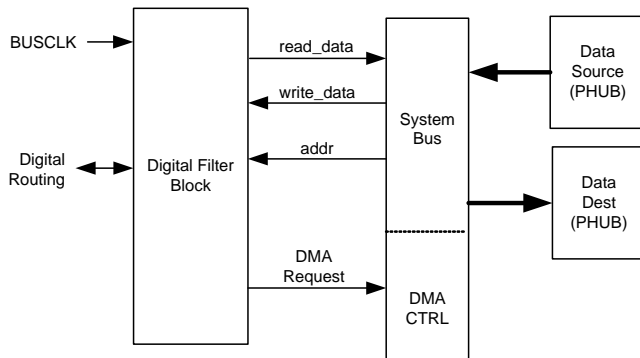 BUSCLK
Digital
Routing
Digital Filter
Block
read_data
write_data
addr
DMA
Request
System
Bus
DMA
CTRL
Data
Source
(PHUB)
Data
Dest
(PHUB)